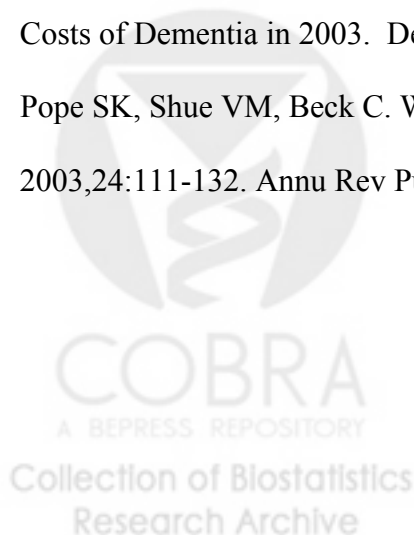 Costs of Dementia in 2003. De
Pope SK, Shue VM, Beck C. W
2003,24:111-132. Annu Rev P
COBRA
A BEPRESS REPOSITORY
Collection of Biostatistics
Research Archive